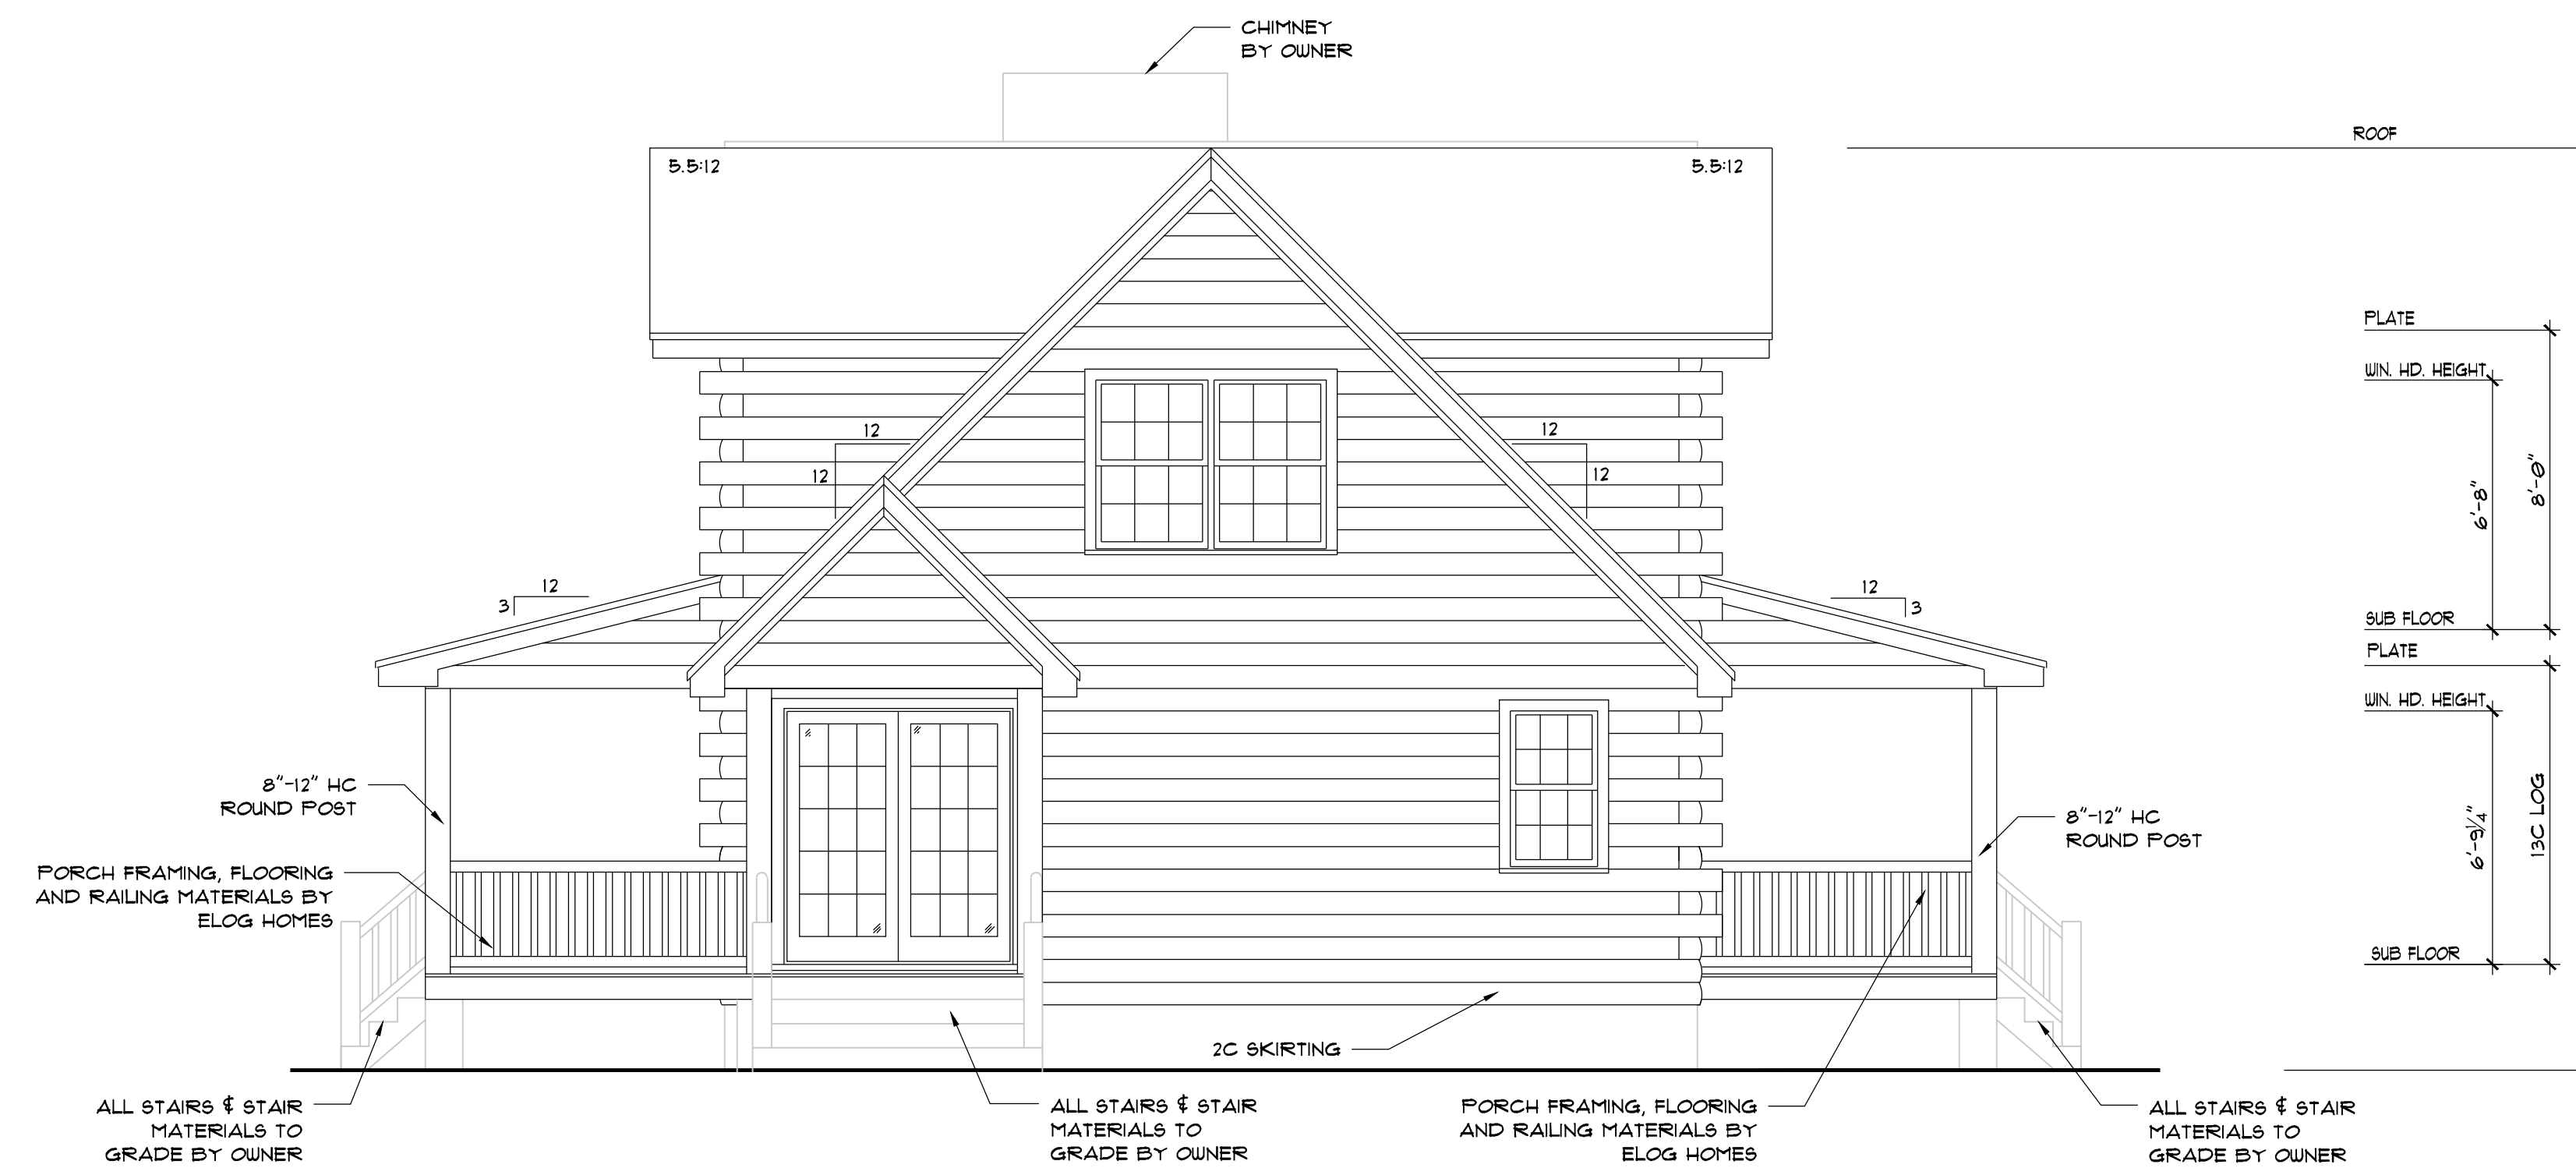 CHIMNEY
BY OWNER
ROOF
5.5:12
5.5:12
PLATE
WIN. HD. HEIGHT
12
12
12
12
6'-8"
8'-0"
12
3
12
3
SUB FLOOR
PLATE
WIN. HD. HEIGHT
8"-12" HC
ROUND POST
8"-12" HC
ROUND POST
6'-9 1/4"
13C LOG
PORCH FRAMING, FLOORING
AND RAILING MATERIALS BY
ELOG HOMES
SUB FLOOR
2C SKIRTING
ALL STAIRS & STAIR
MATERIALS TO
GRADE BY OWNER
ALL STAIRS & STAIR
MATERIALS TO
GRADE BY OWNER
PORCH FRAMING, FLOORING
AND RAILING MATERIALS BY
ELOG HOMES
ALL STAIRS & STAIR
MATERIALS TO
GRADE BY OWNER